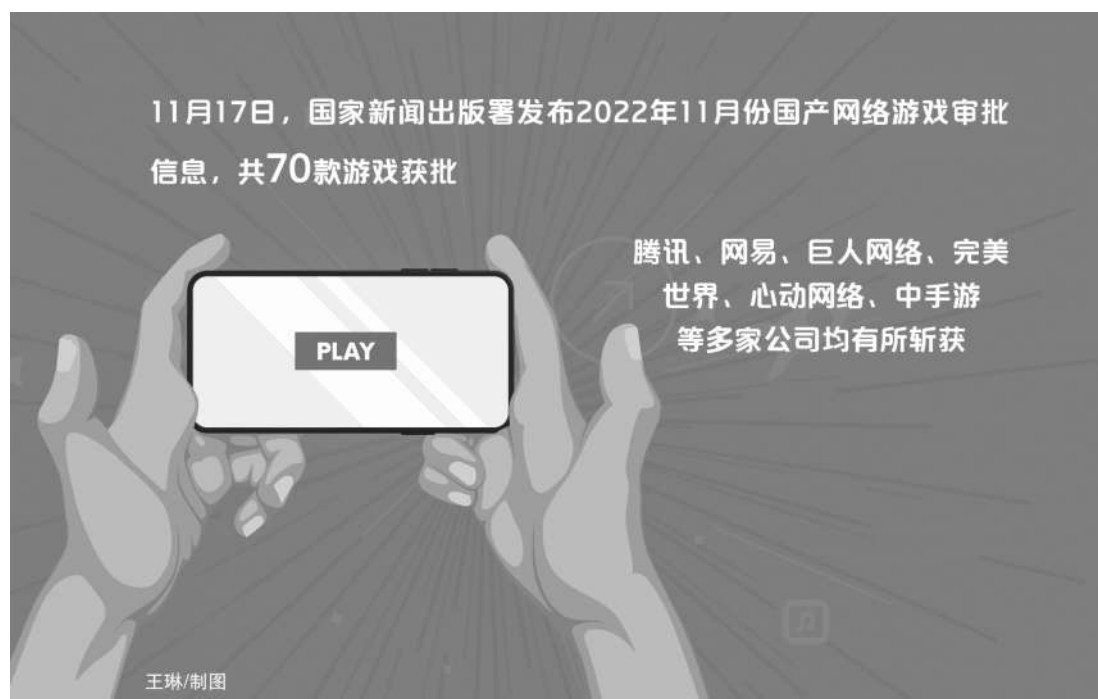 11月17日，国家新闻出版署发布2022年11月份国产网络游戏审批
信息，共70款游戏获批
腾讯、网易、巨人网络、完美
世界、心动网络、中手游
等多家公司均有所斩获
PLAY
王琳/制图